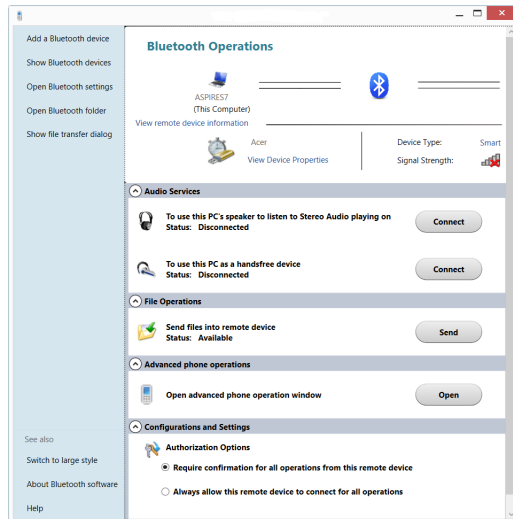 Add a Bluetooth device
Show Bluetooth devices
Open Bluetooth settings
Open Bluetooth folder
Show file transfer dialog
See also
Switch to large style
About Bluetooth software
Help
Bluetooth Operations
ASPIRES7
(This Computer)
View remote device information
Acer
View Device Properties
Device Type: Smart
Signal Strength:
Audio Services
To use this PC's speaker to listen to Stereo Audio playing on
Status: Disconnected
Connect
To use this PC as a handsfree device
Status: Disconnected
Connect
File Operations
Send files into remote device
Status: Available
Send
Advanced phone operations
Open advanced phone operation window
Open
Configurations and Settings
Authorization Options
Require confirmation for all operations from this remote device
Always allow this remote device to connect for all operations